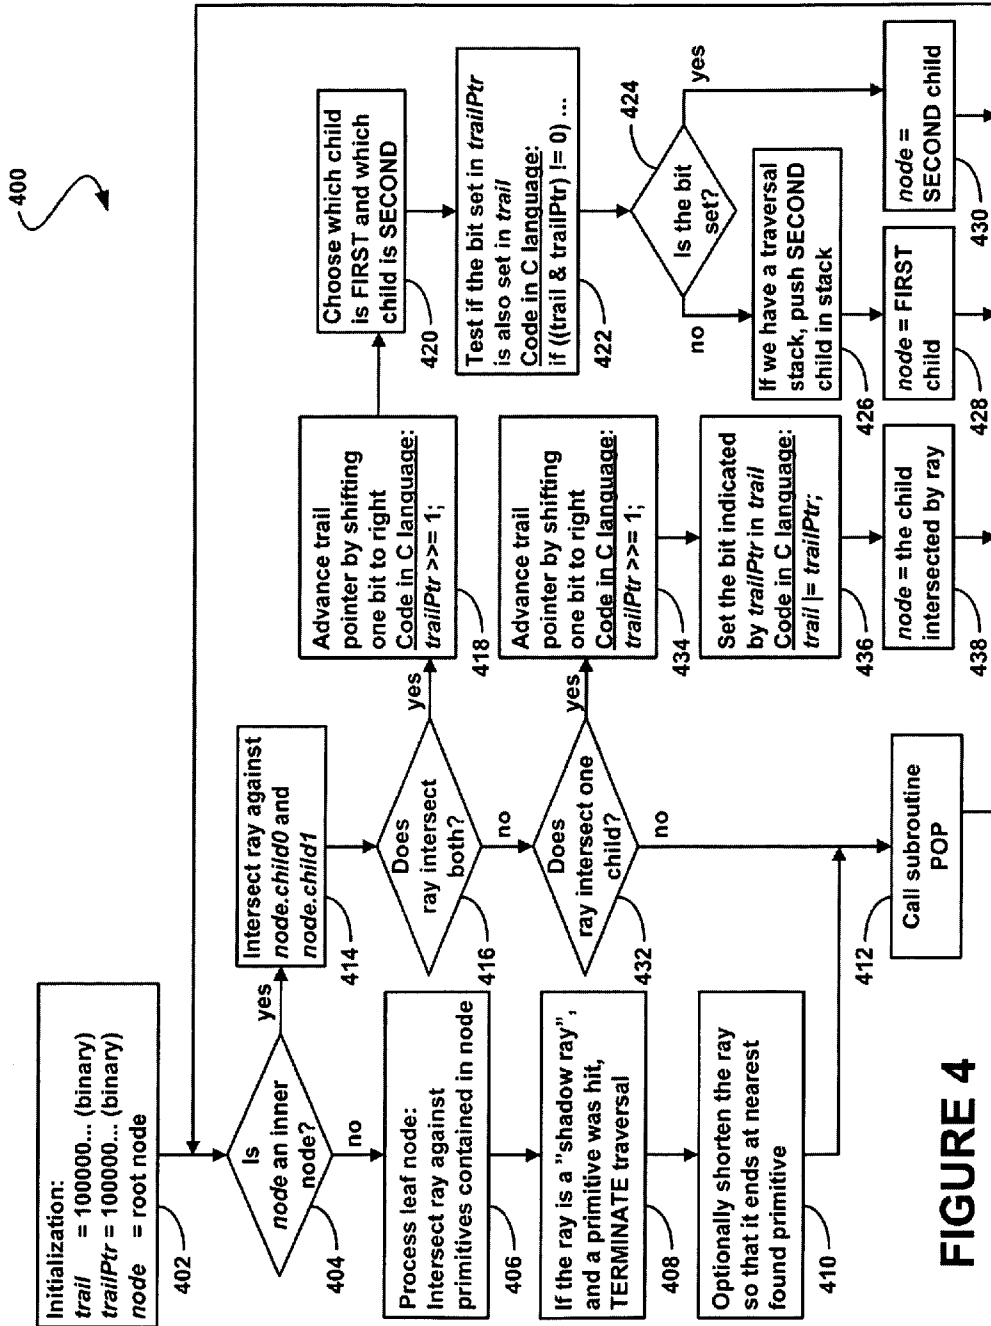 400
Initialization:
trail = 100000... (binary)
trailPtr = 100000... (binary)
node = root node
402
Is
node an inner
node?
404
yes
no
Process leaf node:
Intersect ray against
primitives contained in node
406
If the ray is a "shadow ray",
and a primitive was hit,
TERMINATE traversal
408
Optionally shorten the ray
so that it ends at nearest
found primitive
410
Call subroutine
POP
412
Intersect ray against
node.child0 and
node.child1
414
Does
ray intersect
both?
416
yes
no
Does
ray intersect one
child?
432
yes
no
Advance trail
pointer by shifting
one bit to right
Code in C language:
trailPtr >>= 1;
418
Choose which child
is FIRST and which
child is SECOND
420
Test if the bit set in trailPtr
is also set in trail
Code in C language:
if ((trail & trailPtr) != 0) ...
422
Is the bit
set?
424
yes
no
If we have a traversal
stack, push SECOND
child in stack
426
node = FIRST
child
428
node =
SECOND child
430
Advance trail
pointer by shifting
one bit to right
Code in C language:
trailPtr >>= 1;
434
Set the bit indicated
by trailPtr in trail
Code in C language:
trail |= trailPtr;
436
node = the child
intersected by ray
438
FIGURE 4